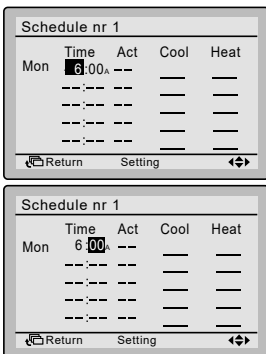 Schedule nr 1
Time Act Cool Heat
Mon 6:00A --
--:-- --
--:-- --
--:-- --
--:-- --
Return Setting
Schedule nr 1
Time Act Cool Heat
Mon 6:00A --
--:-- --
--:-- --
--:-- --
--:-- --
Return Setting